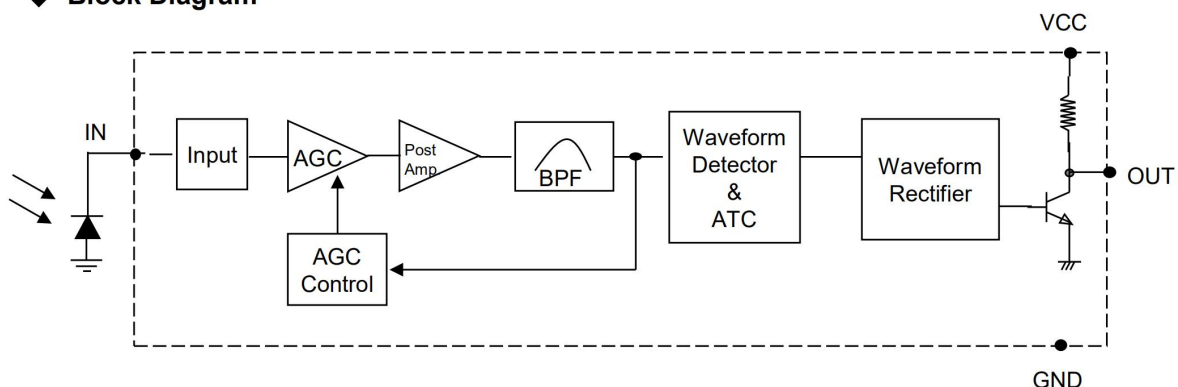 Block Diagram
VCC
IN
Input
AGC
Post
Amp
BPF
Waveform
Detector
&
ATC
Waveform
Rectifier
OUT
AGC
Control
GND